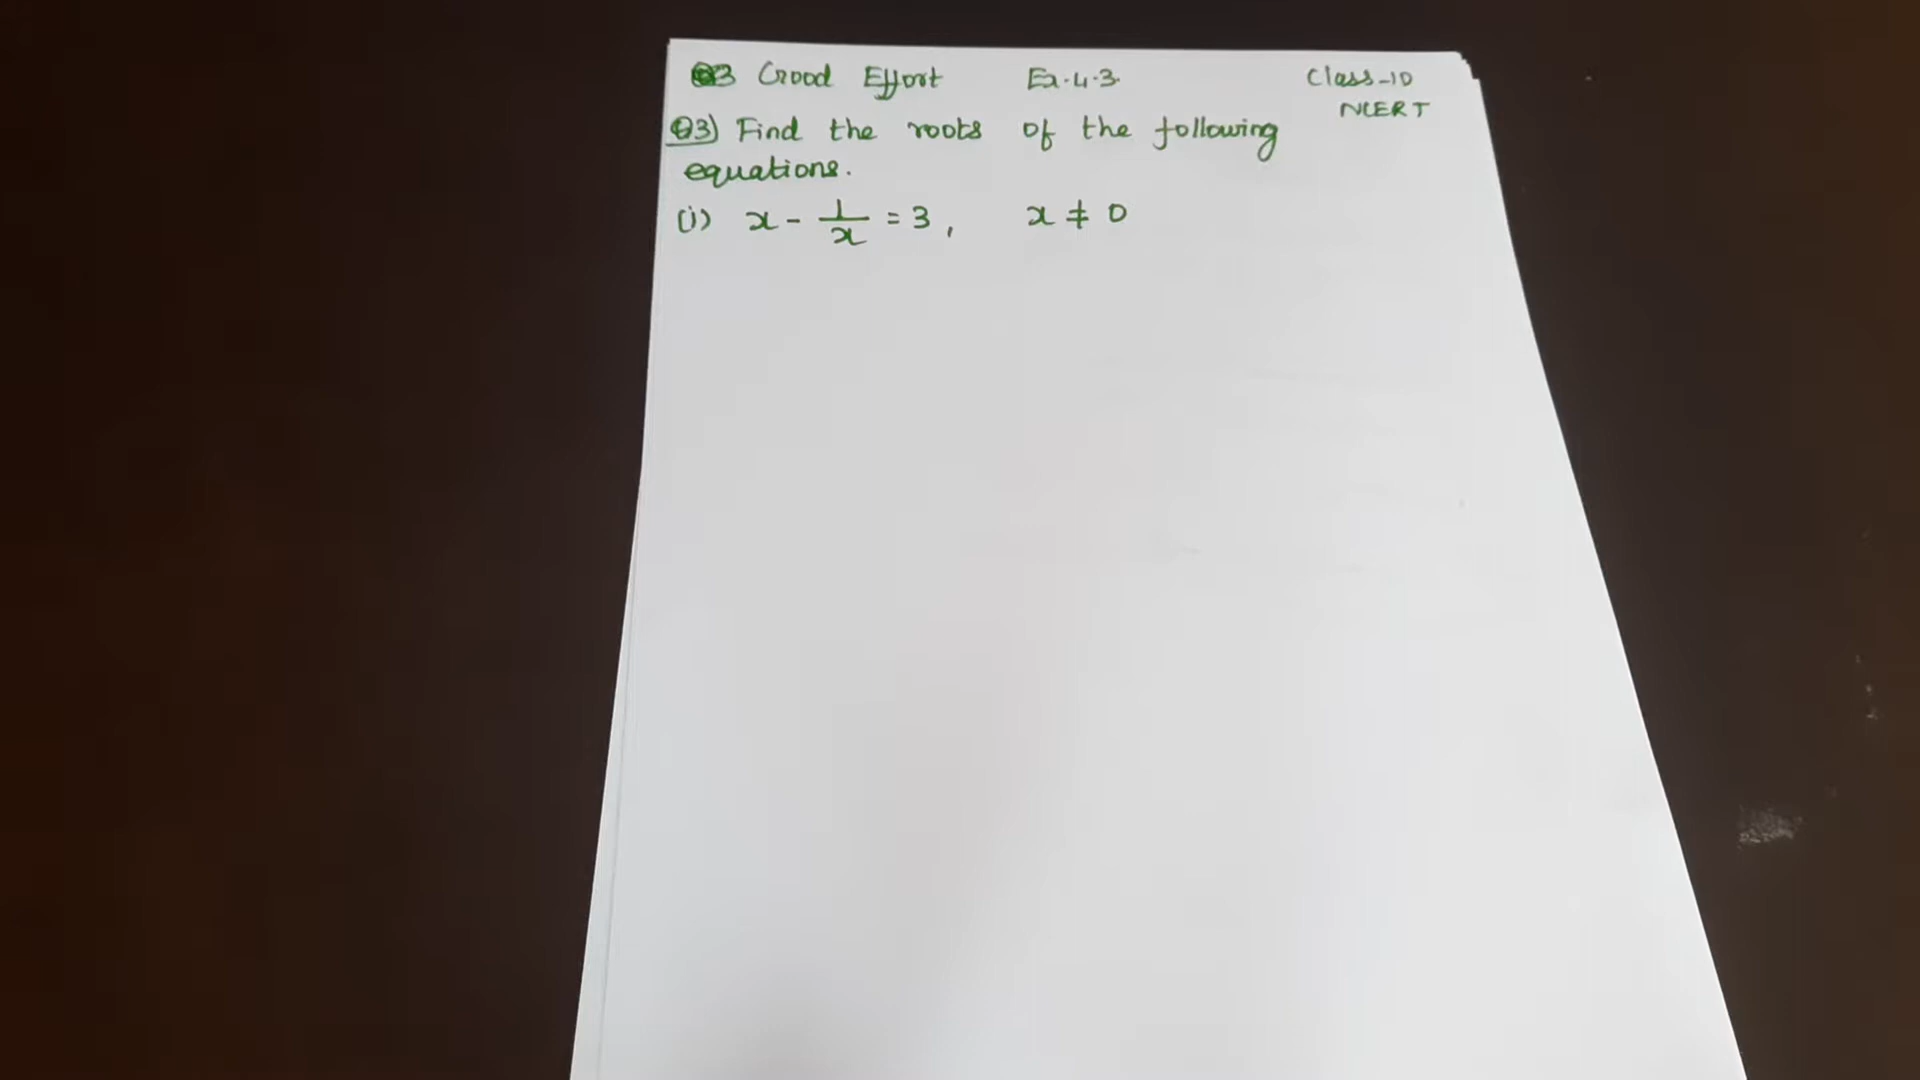 Good Effort Ex.4.3. Class-10
NCERT
Q3) Find the roots of the following
equations.
(i) x - 1/x = 3, x ≠ 0